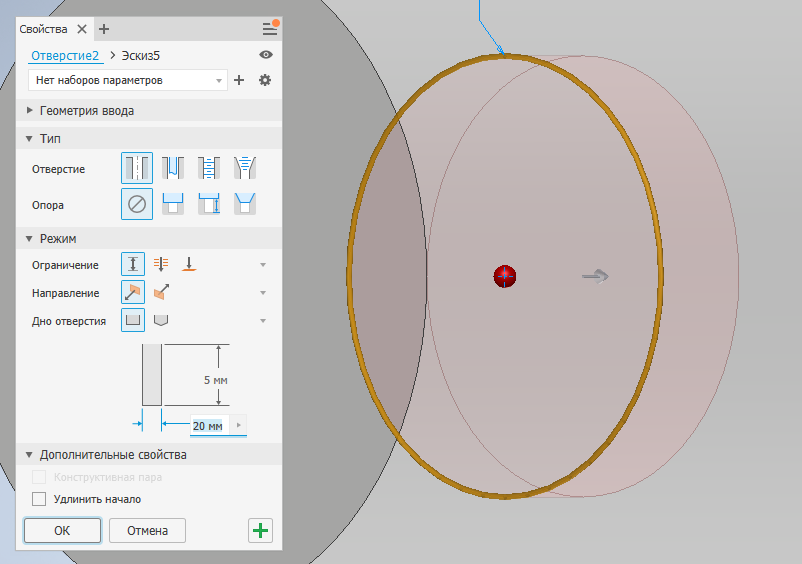 Свойства
Отверстие2 > Эскиз5
Нет наборов параметров
Геометрия ввода
Тип
Отверстие
Опора
Режим
Ограничение
Направление
Дно отверстия
5 мм
20 мм
Дополнительные свойства
Конструктивная пара
Удлинить начало
ОК Отмена